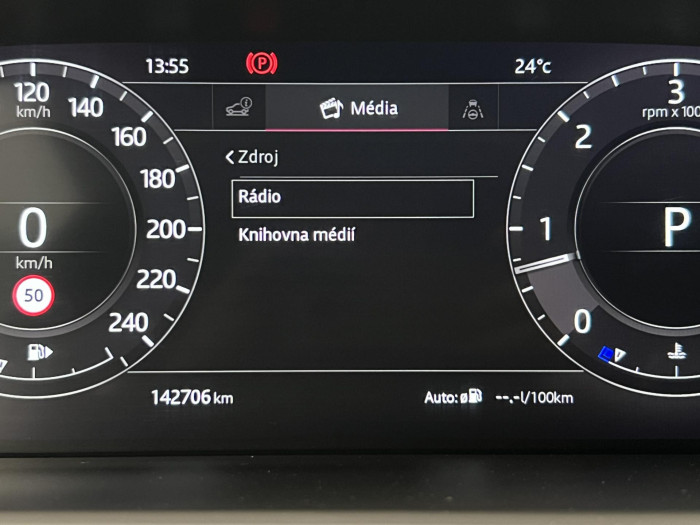 13:55
P
24°c
Média
Zdroj
Rádio
Knihovna médií
120
km/h
140
160
180
200
220
240
0
km/h
50
3
rpm x 100
2
1
0
P
142706 km
Auto:ø --.-l/100km